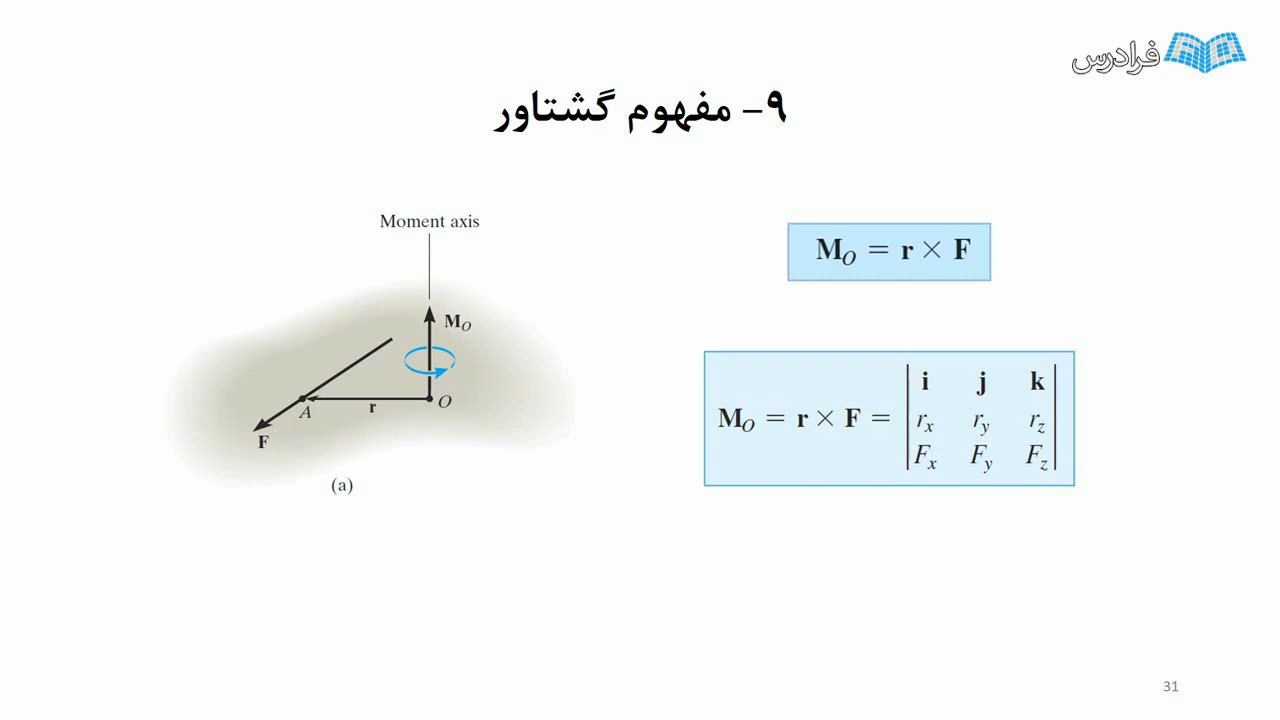 فرادرس
۹- مفهوم گشتاور
Moment axis
M_O
A
r
O
F
(a)
M_O = r × F
M_O = r × F = | i j k |
| r_x r_y r_z |
| F_x F_y F_z |
31